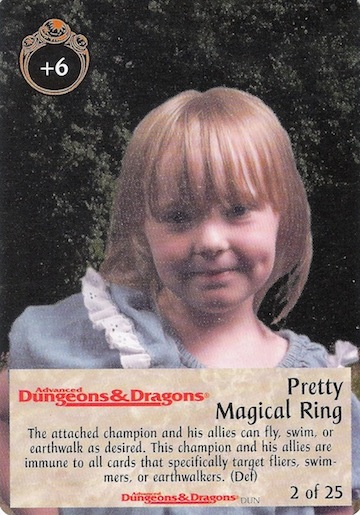 +6
Advanced
Dungeons&Dragons®
Pretty
Magical Ring
The attached champion and his allies can fly, swim, or
earthwalk as desired. This champion and his allies are
immune to all cards that specifically target fliers, swim-
mers, or earthwalkers. (Def)
Advanced
Dungeons&Dragons®
DUN
2 of 25